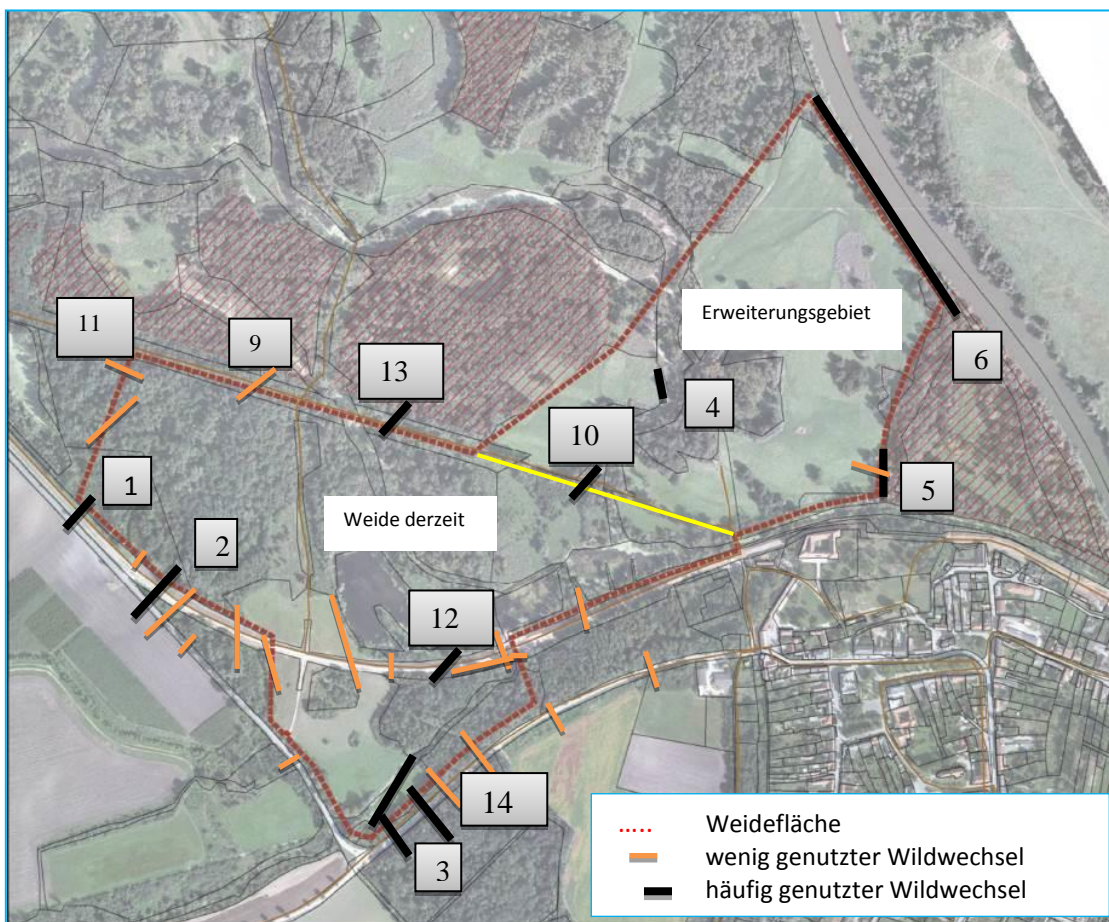 Erweiterungsgebiet
11
9
13
6
4
10
1
5
Weide derzeit
2
12
14
3
..... Weidefläche
wenig genutzter Wildwechsel
häufig genutzter Wildwechsel